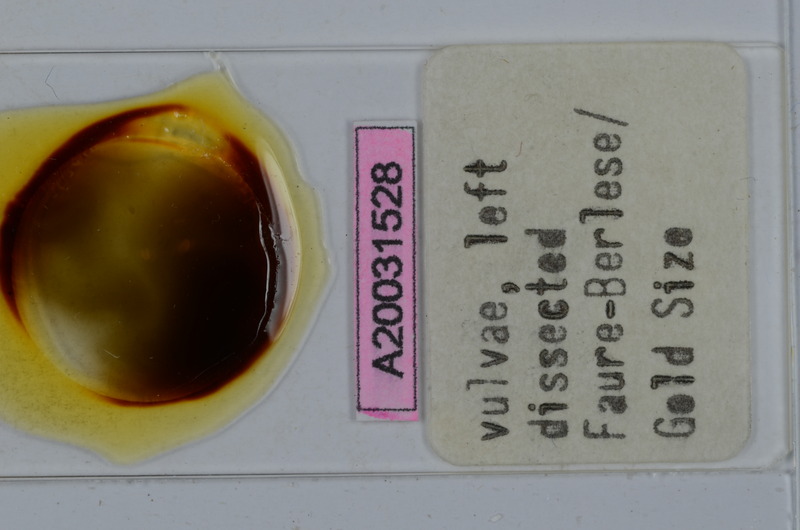 A20031528
vulvae, left
dissected
Faure-Berlese/
Gold Size